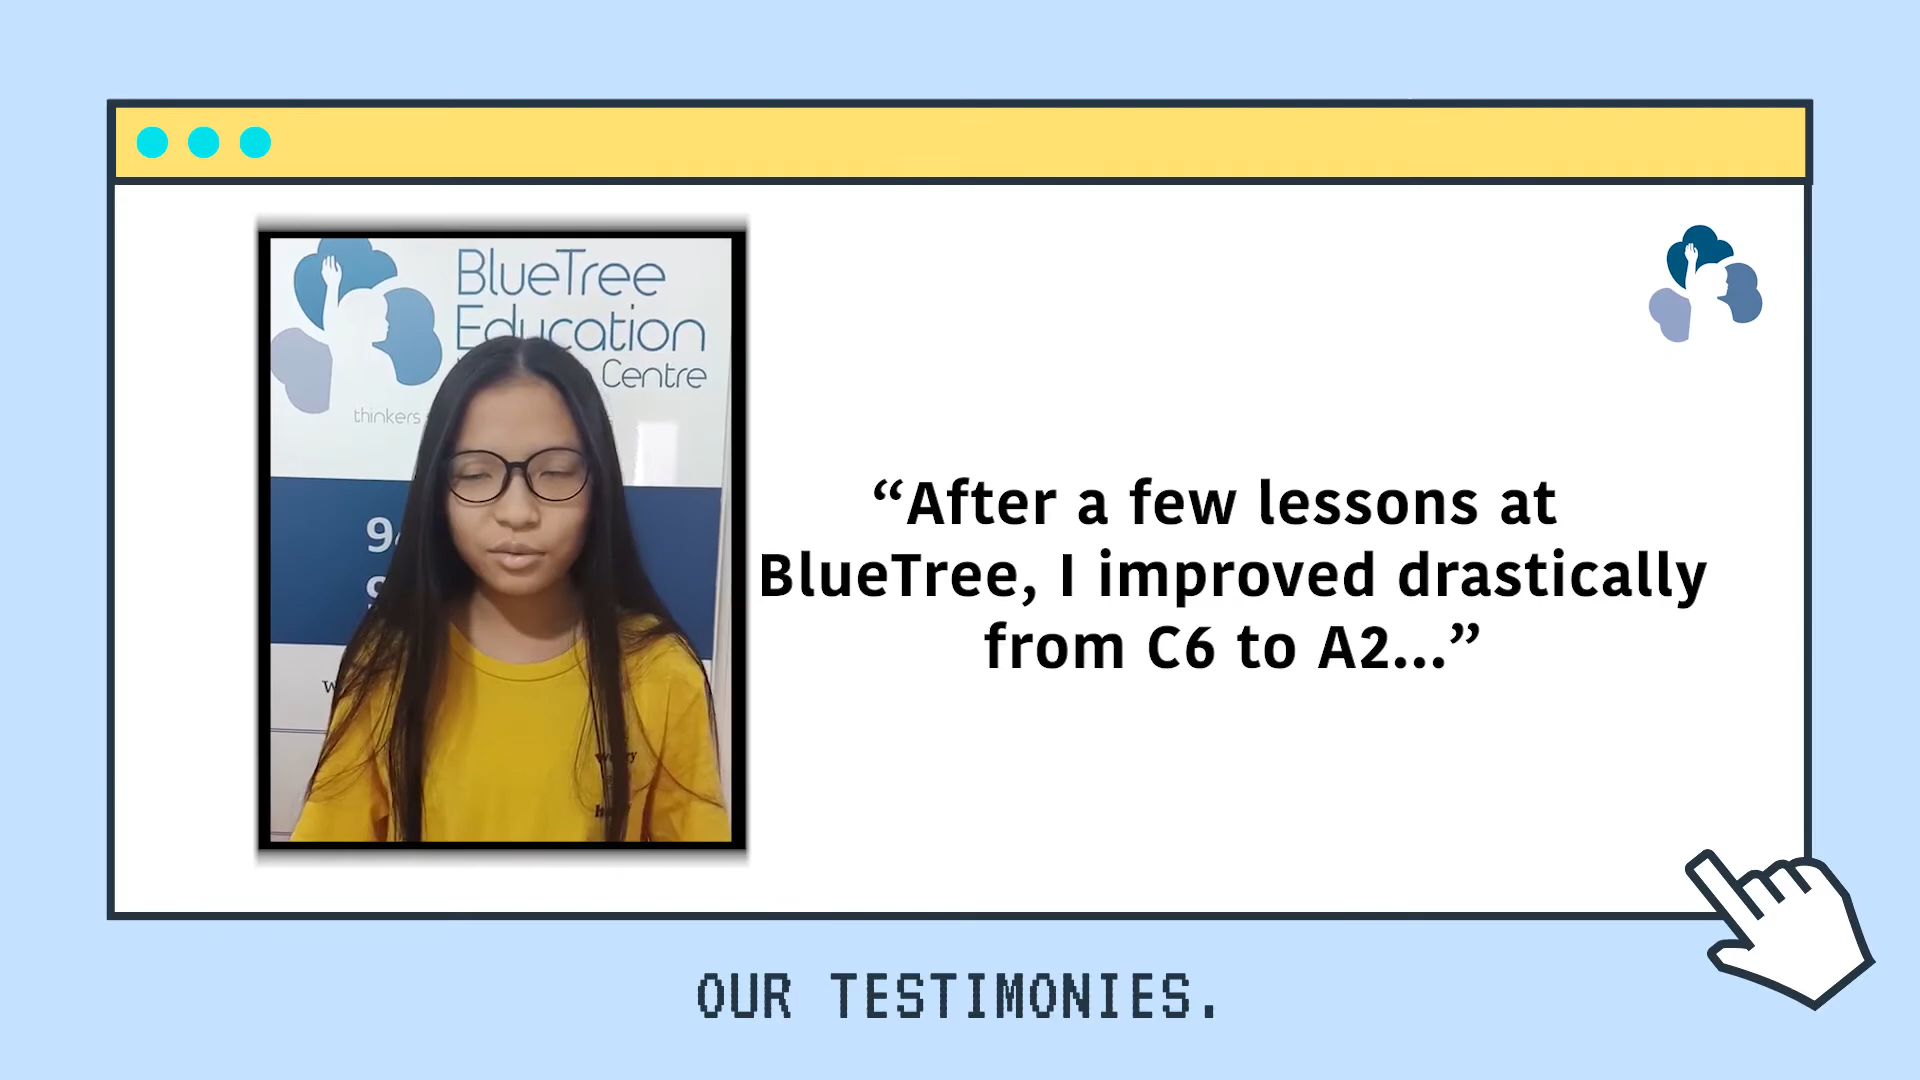 BlueTree
Education
Centre
thinkers
“After a few lessons at
BlueTree, I improved drastically
from C6 to A2...”
OUR TESTIMONIES.